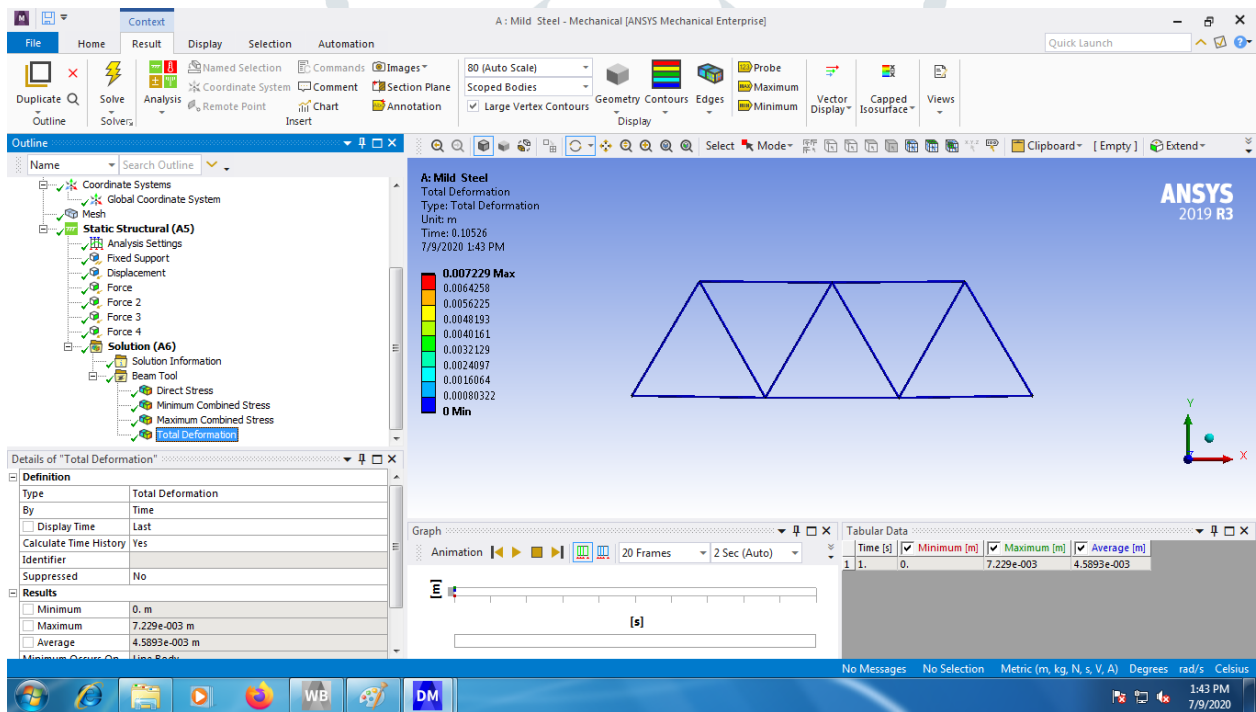 M
Context
A : Mild Steel - Mechanical [ANSYS Mechanical Enterprise]
File Home Result Display Selection Automation
Quick Launch
Duplicate Q
Outline
Solve
Solvers
Analysis
Named Selection
Coordinate System
Remote Point
Commands
Comment
Chart
Images
Section Plane
Annotation
Insert
80 (Auto Scale)
Scoped Bodies
Large Vertex Contours
Geometry Contours Edges
Probe
Maximum
Minimum
Display
Vector Display
Capped Isosurface
Views
Outline
Name Search Outline
Select Mode Clipboard [ Empty ] Extend
Coordinate Systems
Global Coordinate System
Mesh
Static Structural (A5)
Analysis Settings
Fixed Support
Displacement
Force
Force 2
Force 3
Force 4
Solution (A6)
Solution Information
Beam Tool
Direct Stress
Minimum Combined Stress
Maximum Combined Stress
Total Deformation
A: Mild Steel
Total Deformation
Type: Total Deformation
Unit: m
Time: 0.10526
7/9/2020 1:43 PM
0.007229 Max
0.0064258
0.0056225
0.0048193
0.0040161
0.0032129
0.0024097
0.0016064
0.00080322
0 Min
ANSYS
2019 R3
Y
X
Details of "Total Deformation"
Definition
Type Total Deformation
By Time
Display Time Last
Calculate Time History Yes
Identifier
Suppressed No
Results
Minimum 0. m
Maximum 7.229e-003 m
Average 4.5893e-003 m
Minimum Occurs On Line Body
Graph
Animation 20 Frames 2 Sec (Auto)
[m]
[s]
Tabular Data
Time [s] Minimum [m] Maximum [m] Average [m]
1 1. 0. 7.229e-003 4.5893e-003
No Messages No Selection Metric (m, kg, N, s, V, A) Degrees rad/s Celsius
WB
DM
1:43 PM
7/9/2020